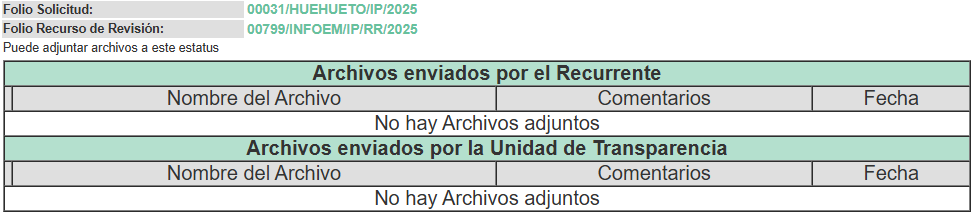 Folio Solicitud: 00031/HUEHUETO/IP/2025
Folio Recurso de Revisión: 00799/INFOEM/IP/RR/2025
Puede adjuntar archivos a este estatus
Archivos enviados por el Recurrente
Nombre del Archivo Comentarios Fecha
No hay Archivos adjuntos
Archivos enviados por la Unidad de Transparencia
Nombre del Archivo Comentarios Fecha
No hay Archivos adjuntos